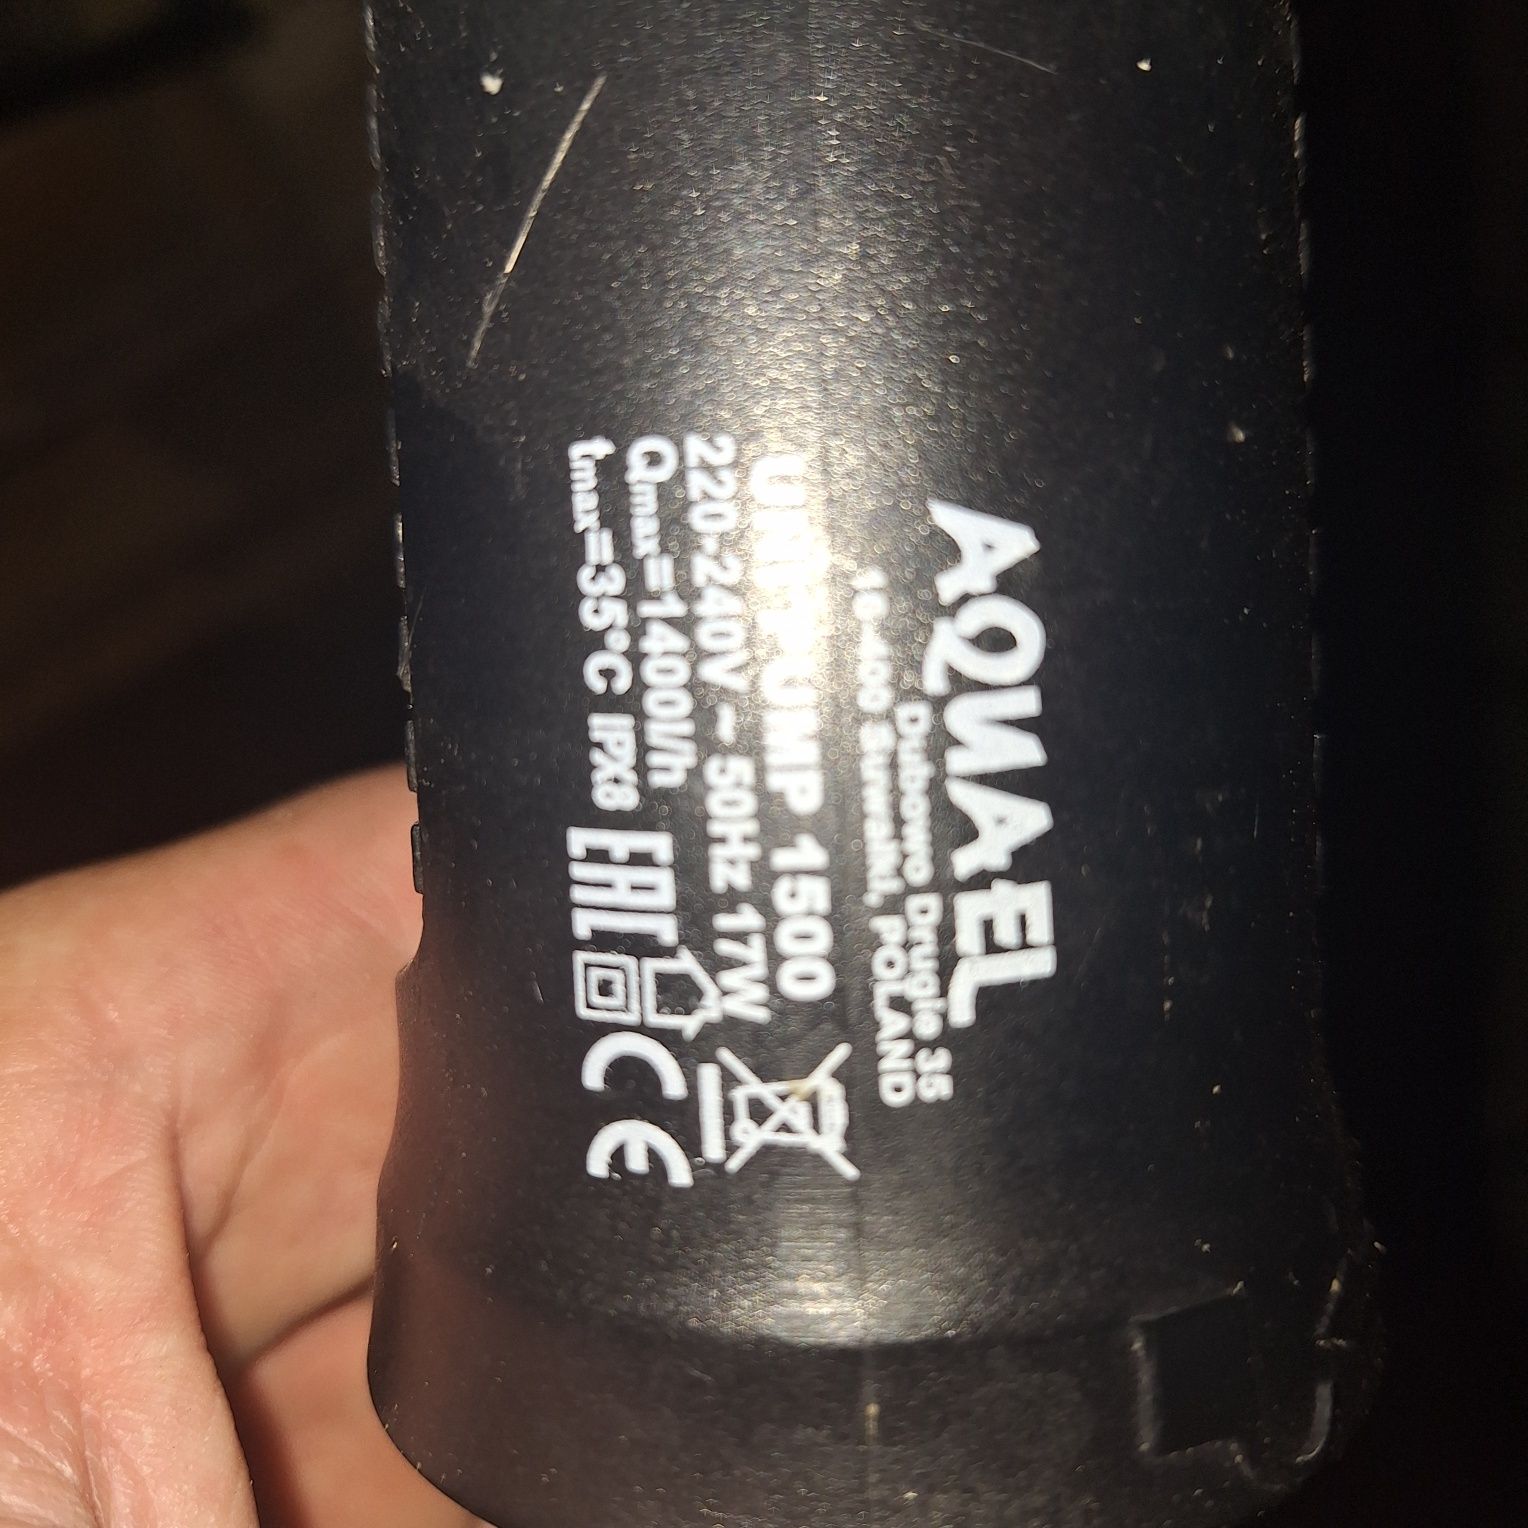 AQUAEL
Dubowo Drugie 35
16-400 Suwałki, POLAND
UNIPUMP 1500
220-240V ~ 50Hz 17W
Qmax=1400l/h
tmax=35°C IPX8
EAC
CE